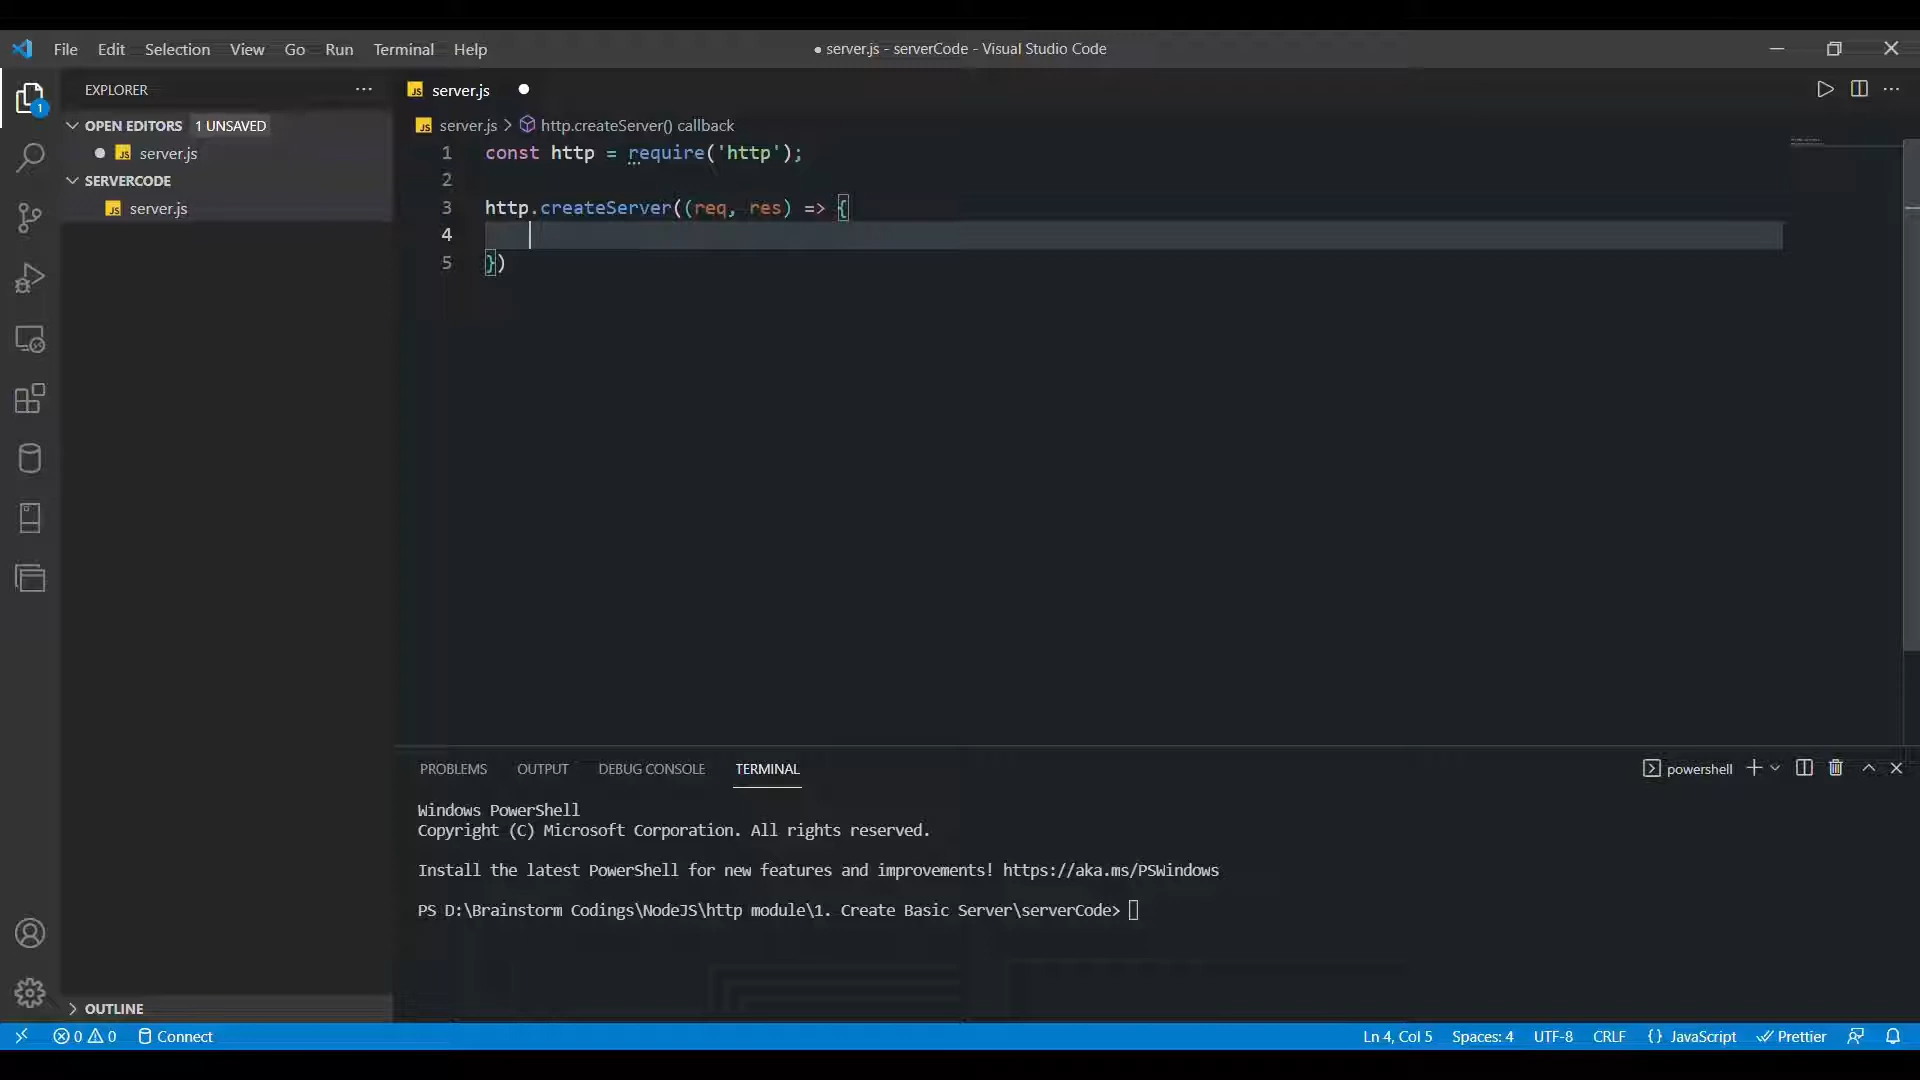 File Edit Selection View Go Run Terminal Help
● server.js - serverCode - Visual Studio Code
EXPLORER
1
OPEN EDITORS 1 UNSAVED
JS server.js
SERVERCODE
JS server.js
OUTLINE
JS server.js
JS server.js > http.createServer() callback
1 const http = require('http');
2
3 http.createServer((req, res) => {
4
5 })
PROBLEMS OUTPUT DEBUG CONSOLE TERMINAL
powershell
Windows PowerShell
Copyright (C) Microsoft Corporation. All rights reserved.
Install the latest PowerShell for new features and improvements! https://aka.ms/PSWindows
PS D:\Brainstorm Codings\NodeJS\http module\1. Create Basic Server\serverCode>
0 0 Connect
Ln 4, Col 5 Spaces: 4 UTF-8 CRLF {} JavaScript Prettier